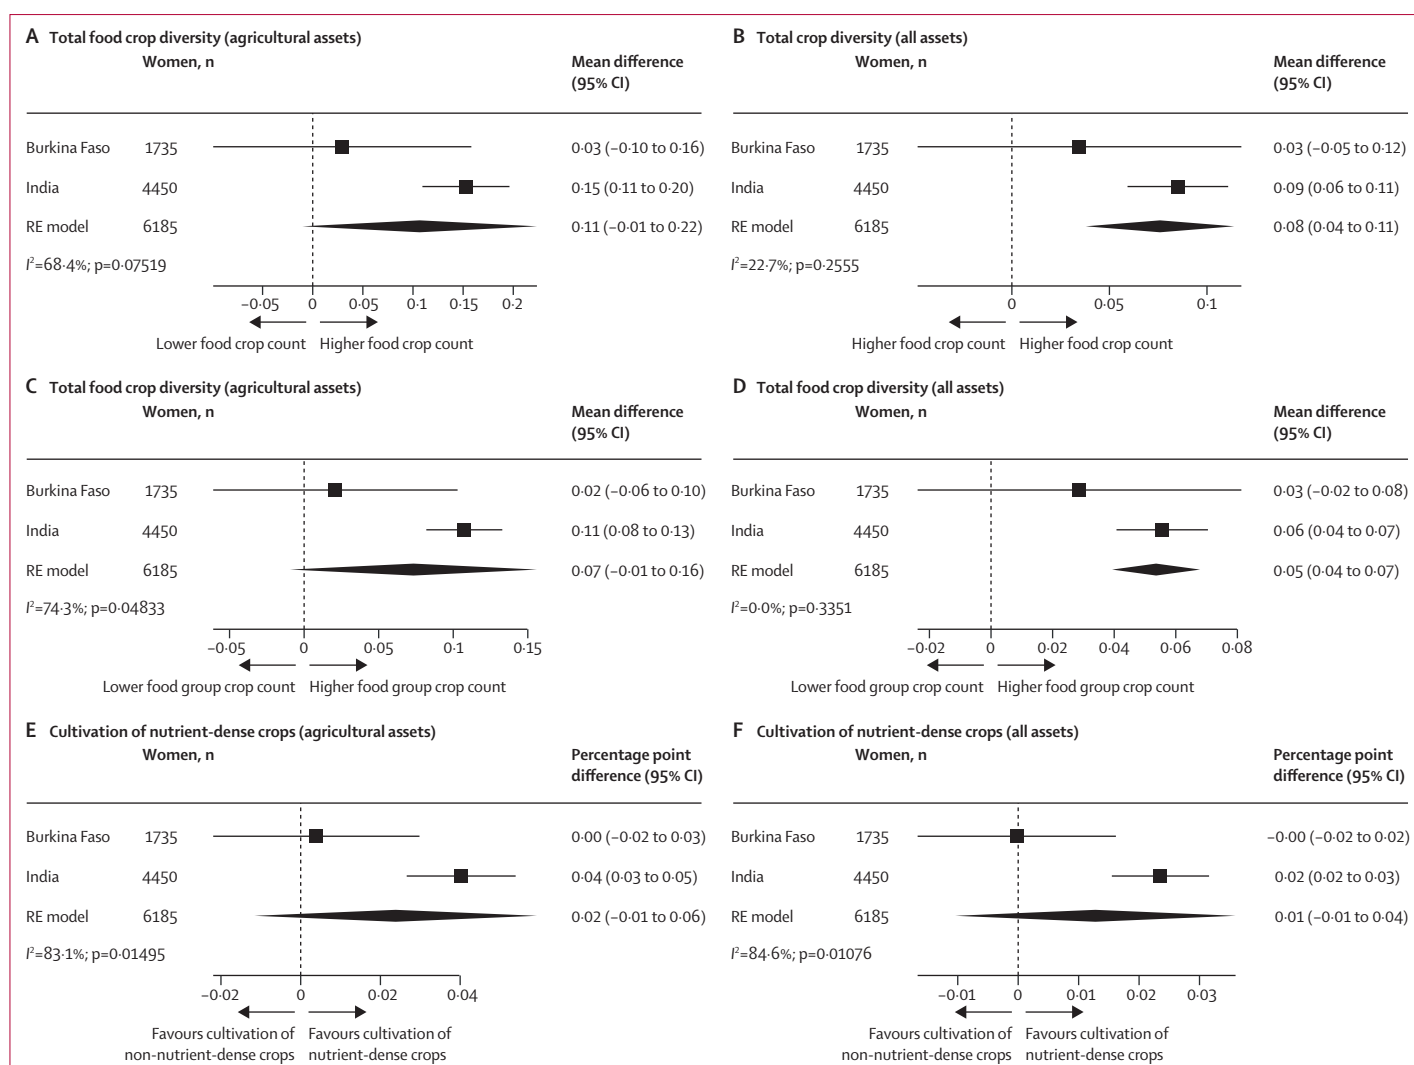 A Total food crop diversity (agricultural assets)
Women, n
Mean difference
(95% CI)
Burkina Faso 1735 0·03 (−0·10 to 0·16)
India 4450 0·15 (0·11 to 0·20)
RE model 6185 0·11 (−0·01 to 0·22)
I²=68·4%; p=0·07519
−0·05 0 0·05 0·1 0·15 0·2
Lower food crop count Higher food crop count
B Total crop diversity (all assets)
Women, n
Mean difference
(95% CI)
Burkina Faso 1735 0·03 (−0·05 to 0·12)
India 4450 0·09 (0·06 to 0·11)
RE model 6185 0·08 (0·04 to 0·11)
I²=22·7%; p=0·2555
0 0·05 0·1
Higher food crop count Higher food crop count
C Total food crop diversity (agricultural assets)
Women, n
Mean difference
(95% CI)
Burkina Faso 1735 0·02 (−0·06 to 0·10)
India 4450 0·11 (0·08 to 0·13)
RE model 6185 0·07 (−0·01 to 0·16)
I²=74·3%; p=0·04833
−0·05 0 0·05 0·1 0·15
Lower food group crop count Higher food group crop count
D Total food crop diversity (all assets)
Women, n
Mean difference
(95% CI)
Burkina Faso 1735 0·03 (−0·02 to 0·08)
India 4450 0·06 (0·04 to 0·07)
RE model 6185 0·05 (0·04 to 0·07)
I²=0·0%; p=0·3351
−0·02 0 0·02 0·04 0·06 0·08
Lower food group crop count Higher food group crop count
E Cultivation of nutrient-dense crops (agricultural assets)
Women, n
Percentage point
difference (95% CI)
Burkina Faso 1735 0·00 (−0·02 to 0·03)
India 4450 0·04 (0·03 to 0·05)
RE model 6185 0·02 (−0·01 to 0·06)
I²=83·1%; p=0·01495
−0·02 0 0·02 0·04
Favours cultivation of Favours cultivation of
non-nutrient-dense crops nutrient-dense crops
F Cultivation of nutrient-dense crops (all assets)
Women, n
Percentage point
difference (95% CI)
Burkina Faso 1735 −0·00 (−0·02 to 0·02)
India 4450 0·02 (0·02 to 0·03)
RE model 6185 0·01 (−0·01 to 0·04)
I²=84·6%; p=0·01076
−0·01 0 0·01 0·02 0·03
Favours cultivation of Favours cultivation of
non-nutrient-dense crops nutrient-dense crops